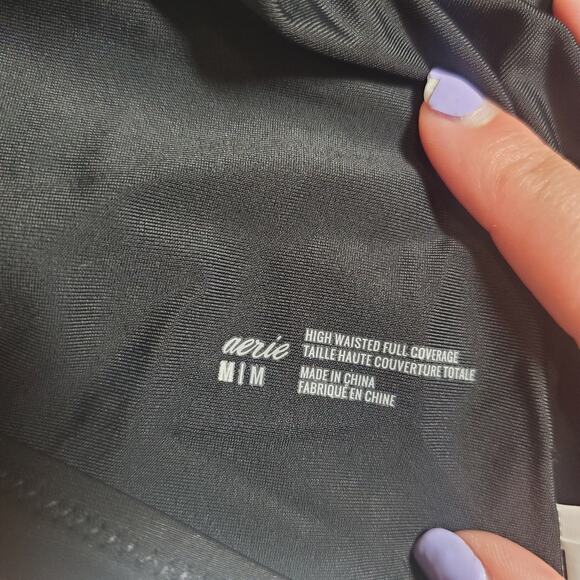 aerie
M|M
HIGH WAISTED FULL COVERAGE
TAILLE HAUTE COUVERTURE TOTALE
MADE IN CHINA
FABRIQUÉ EN CHINE